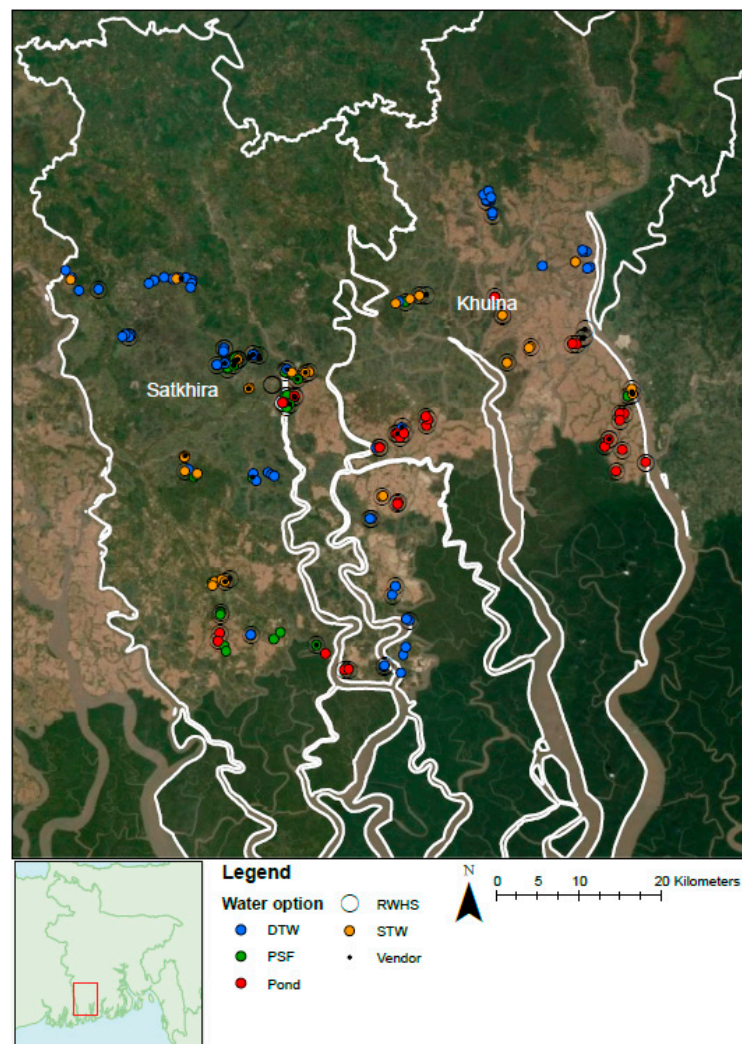 Khulna
Satkhira
Legend
Water option
DTW
PSF
Pond
RWHS
STW
Vendor
N
0 5 10 20 Kilometers